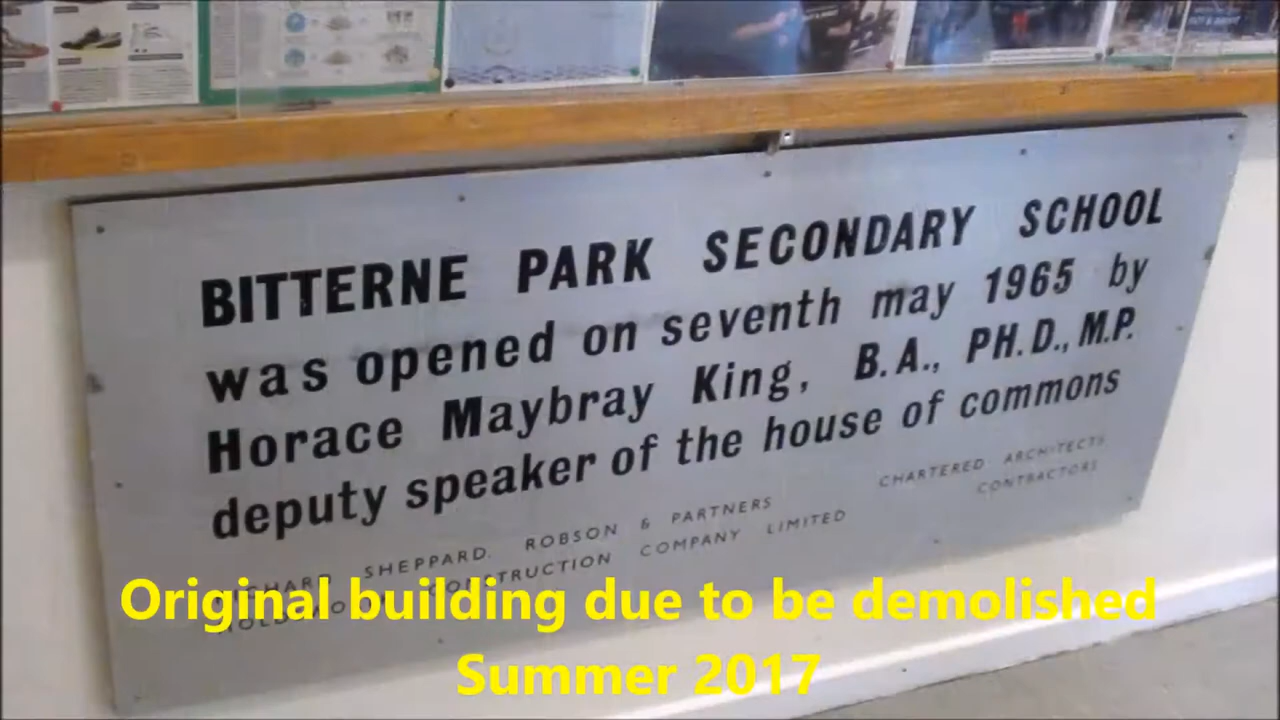 BITTERNE PARK SECONDARY SCHOOL
was opened on seventh may 1965 by
Horace Maybray King, B.A., PH.D., M.P.
deputy speaker of the house of commons
RICHARD SHEPPARD. ROBSON & PARTNERS CHARTERED ARCHITECTS
CONSTRUCTION COMPANY LIMITED CONTRACTORS
Original building due to be demolished
Summer 2017